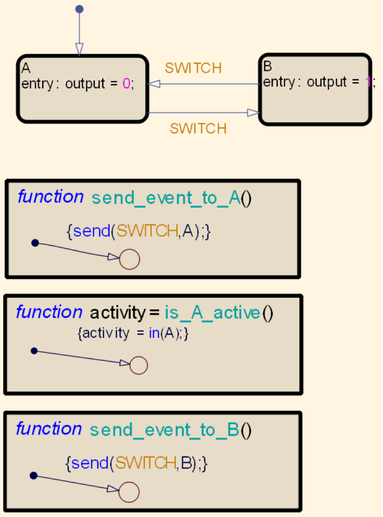 SWITCH
A
entry: output = 0;
B
entry: output = 1;
SWITCH
function send_event_to_A()
{send(SWITCH,A);}
function activity = is_A_active()
{activity = in(A);}
function send_event_to_B()
{send(SWITCH,B);}